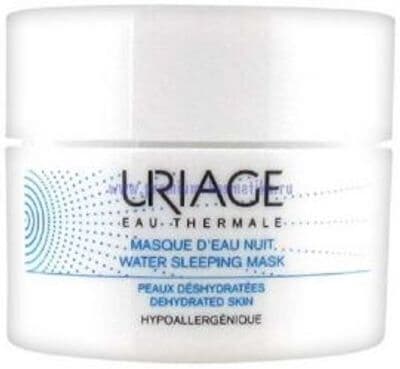 URIAGE
EAU THERMALE
MASQUE D'EAU NUIT
WATER SLEEPING MASK
PEAUX DÉSHYDRATÉES
DEHYDRATED SKIN
HYPOALLERGÉNIQUE